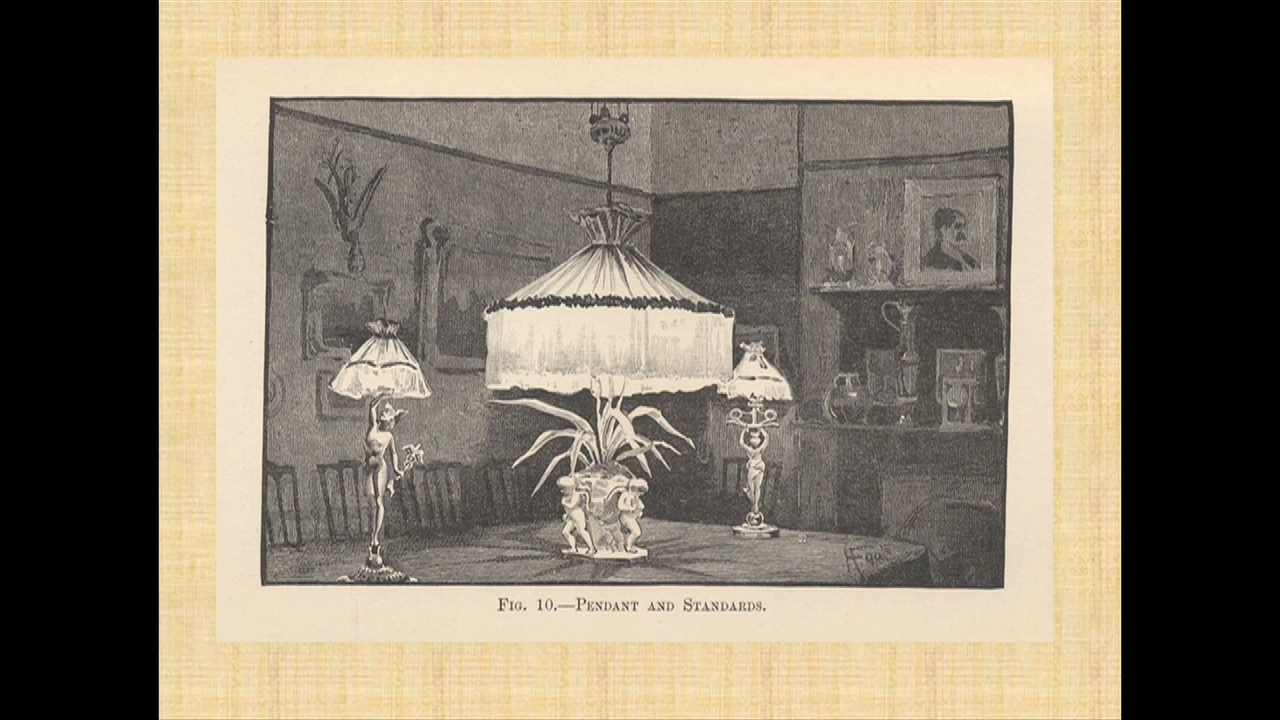 FIG. 10.—PENDANT AND STANDARDS.